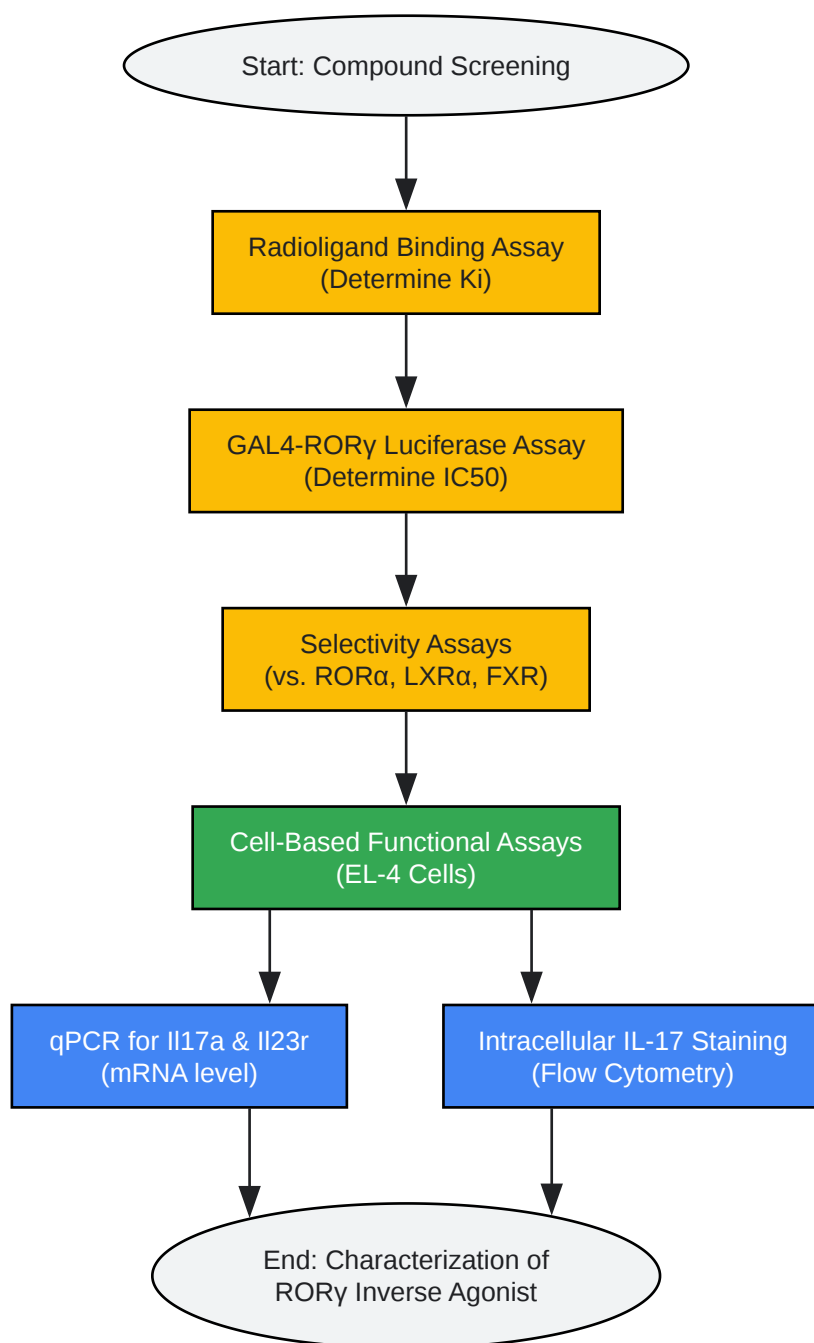 Start: Compound Screening
Radioligand Binding Assay
(Determine Ki)
GAL4-RORγ Luciferase Assay
(Determine IC50)
Selectivity Assays
(vs. RORα, LXRα, FXR)
Cell-Based Functional Assays
(EL-4 Cells)
qPCR for Il17a & Il23r
(mRNA level)
Intracellular IL-17 Staining
(Flow Cytometry)
End: Characterization of
RORγ Inverse Agonist